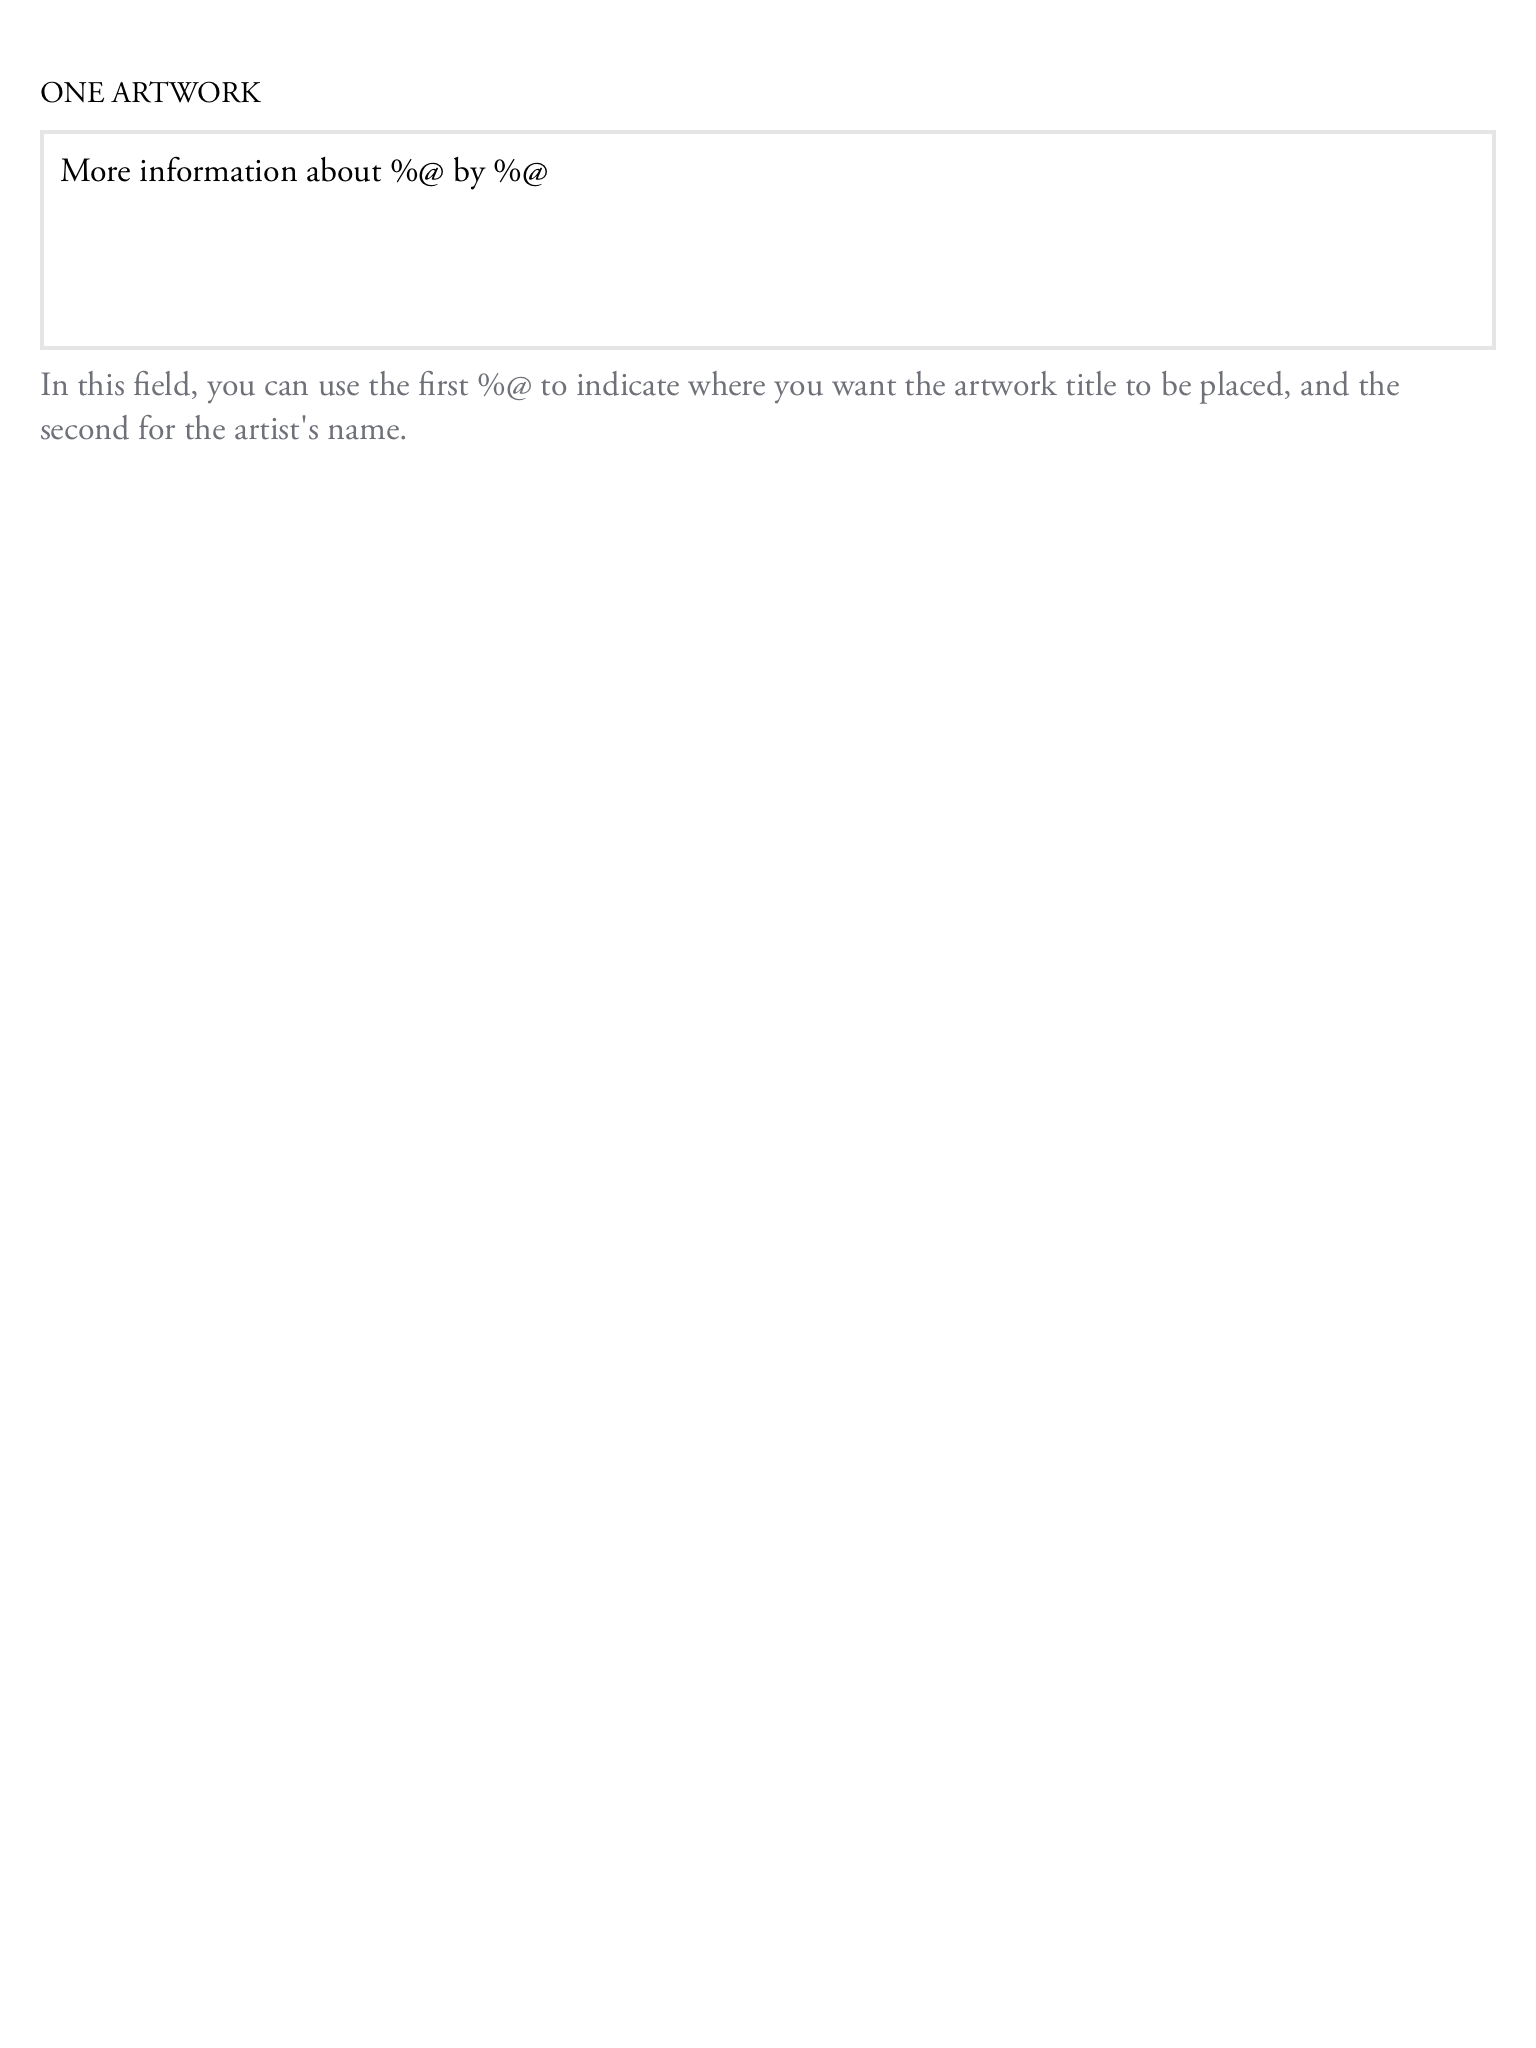 ONE ARTWORK
More information about %@ by %@
In this field, you can use the first %@ to indicate where you want the artwork title to be placed, and the
second for the artist's name.